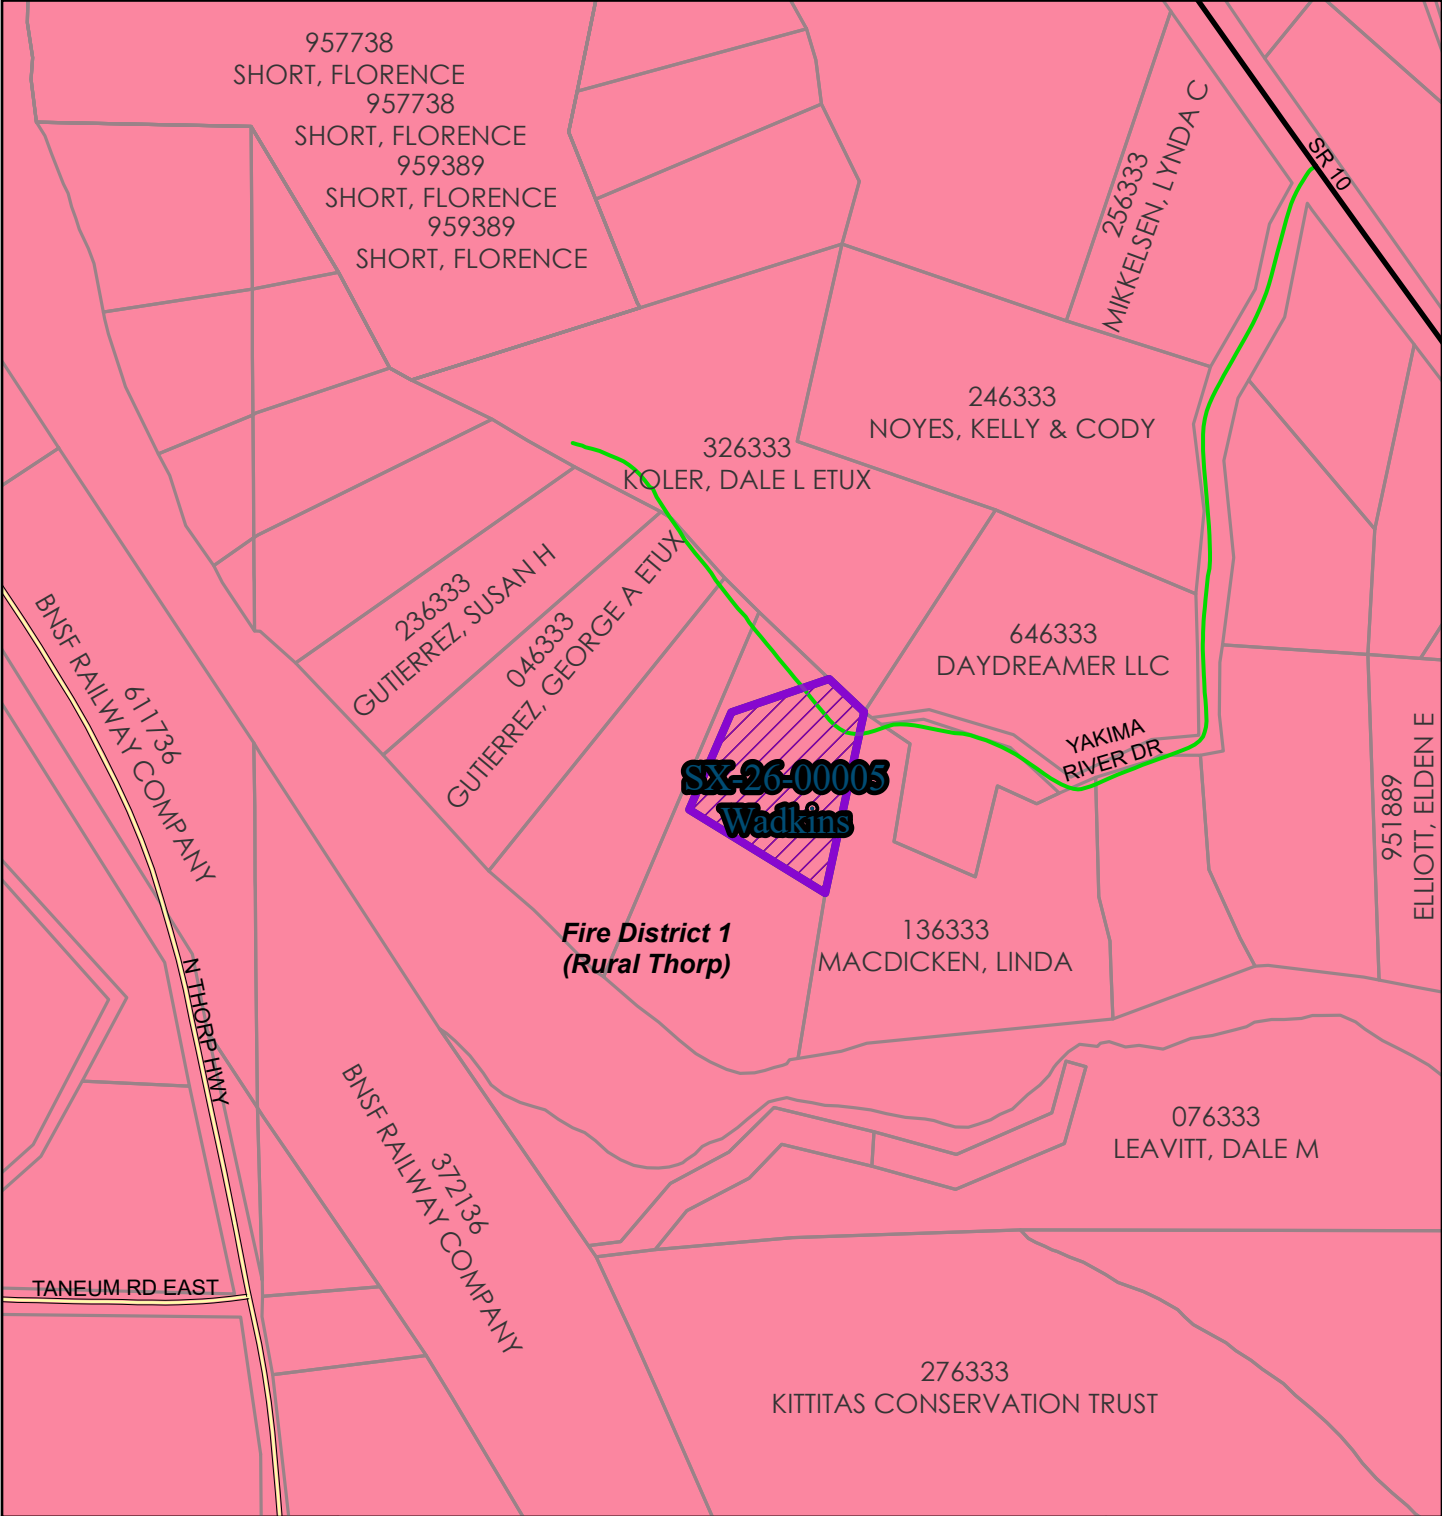 957738
SHORT, FLORENCE
957738
SHORT, FLORENCE
959389
SHORT, FLORENCE
959389
SHORT, FLORENCE
256333
MIKKELSEN, LYNDA C
SR 10
246333
NOYES, KELLY & CODY
326333
KOLER, DALE L ETUX
236333
GUTIERREZ, SUSAN H
046333
GUTIERREZ, GEORGE A ETUX
646333
DAYDREAMER LLC
611736
BNSF RAILWAY COMPANY
YAKIMA
RIVER DR
SX-26-00005
Wadkins
951889
ELLIOTT, ELDEN E
Fire District 1
(Rural Thorp)
136333
MACDICKEN, LINDA
N THORP HWY
372136
BNSF RAILWAY COMPANY
076333
LEAVITT, DALE M
TANEUM RD EAST
276333
KITTITAS CONSERVATION TRUST